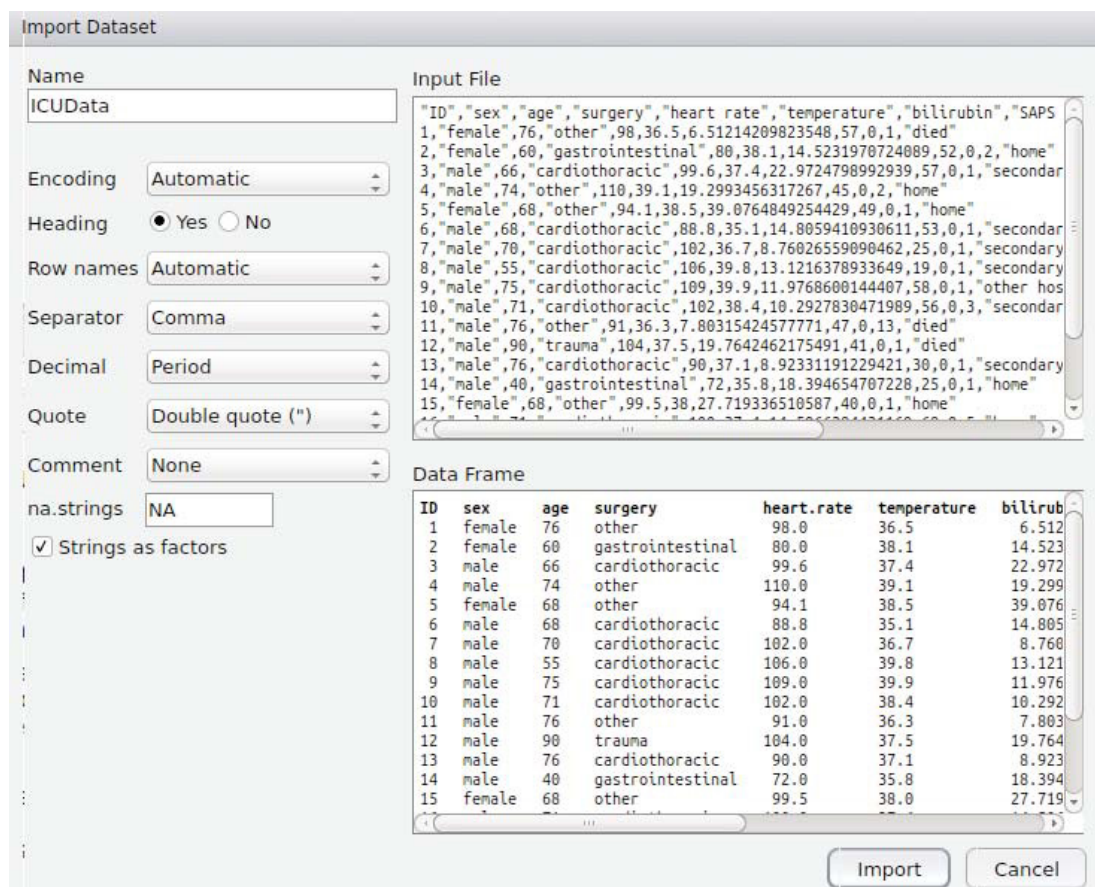 Import Dataset
Name
ICUData
Encoding Automatic
Heading Yes No
Row names Automatic
Separator Comma
Decimal Period
Quote Double quote (")
Comment None
na.strings NA
Strings as factors
Input File
"ID","sex","age","surgery","heart rate","temperature","bilirubin","SAPS
1,"female",76,"other",98,36.5,6.51214209823548,57,0,1,"died"
2,"female",60,"gastrointestinal",80,38.1,14.5231970724089,52,0,2,"home"
3,"male",66,"cardiothoracic",99.6,37.4,22.9724798992939,57,0,1,"secondar
4,"male",74,"other",110,39.1,19.2993456317267,45,0,2,"home"
5,"female",68,"other",94.1,38.5,39.0764849254429,49,0,1,"home"
6,"male",68,"cardiothoracic",88.8,35.1,14.8059410930611,53,0,1,"secondar
7,"male",70,"cardiothoracic",102,36.7,8.76026559090462,25,0,1,"secondary
8,"male",55,"cardiothoracic",106,39.8,13.1216378933649,19,0,1,"secondary
9,"male",75,"cardiothoracic",109,39.9,11.9768600144407,58,0,1,"other hos
10,"male",71,"cardiothoracic",102,38.4,10.2927830471989,56,0,3,"secondar
11,"male",76,"other",91,36.3,7.80315424577771,47,0,13,"died"
12,"male",90,"trauma",104,37.5,19.7642462175491,41,0,1,"died"
13,"male",76,"cardiothoracic",90,37.1,8.92331191229421,30,0,1,"secondary
14,"male",40,"gastrointestinal",72,35.8,18.394654707228,25,0,1,"home"
15,"female",68,"other",99.5,38,27.719336510587,40,0,1,"home"
Data Frame
ID sex age surgery heart.rate temperature bilirub
1 female 76 other 98.0 36.5 6.512
2 female 60 gastrointestinal 80.0 38.1 14.523
3 male 66 cardiothoracic 99.6 37.4 22.972
4 male 74 other 110.0 39.1 19.299
5 female 68 other 94.1 38.5 39.076
6 male 68 cardiothoracic 88.8 35.1 14.805
7 male 70 cardiothoracic 102.0 36.7 8.760
8 male 55 cardiothoracic 106.0 39.8 13.121
9 male 75 cardiothoracic 109.0 39.9 11.976
10 male 71 cardiothoracic 102.0 38.4 10.292
11 male 76 other 91.0 36.3 7.803
12 male 90 trauma 104.0 37.5 19.764
13 male 76 cardiothoracic 90.0 37.1 8.923
14 male 40 gastrointestinal 72.0 35.8 18.394
15 female 68 other 99.5 38.0 27.719
Import Cancel